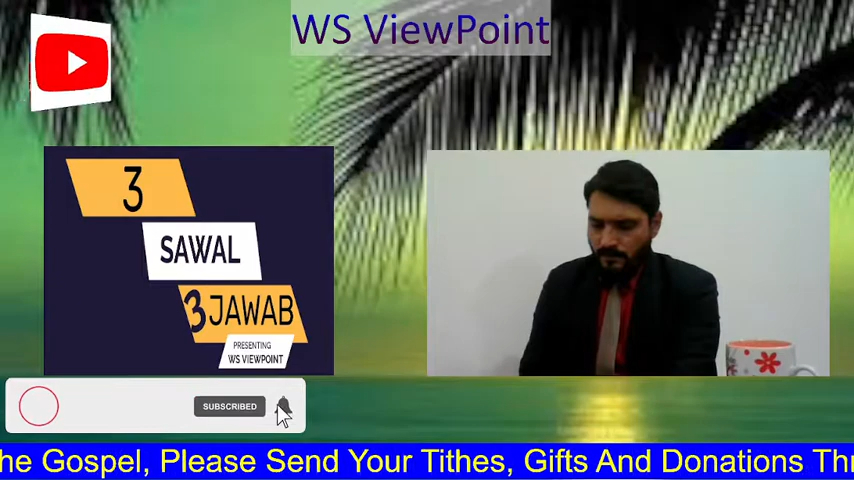 WS ViewPoint
3
SAWAL
3 JAWAB
PRESENTING
WS VIEWPOINT
SUBSCRIBED
he Gospel, Please Send Your Tithes, Gifts And Donations Thr